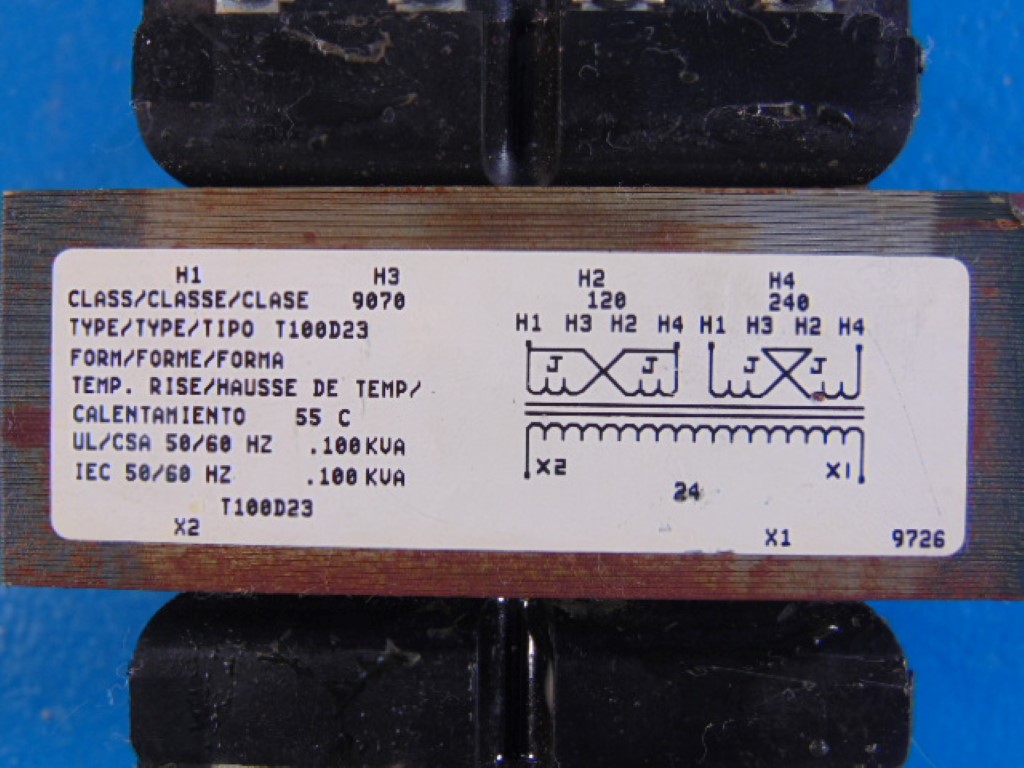 H1 H3 H2 H4
CLASS/CLASSE/CLASE 9070 120 240
TYPE/TYPE/TIPO T100D23 H1 H3 H2 H4 H1 H3 H2 H4
FORM/FORME/FORMA J J J J
TEMP. RISE/HAUSSE DE TEMP/
CALENTAMIENTO 55 C
UL/CSA 50/60 HZ .100 KVA
IEC 50/60 HZ .100 KVA X2 X1
24
T100D23
X2 X1 9726